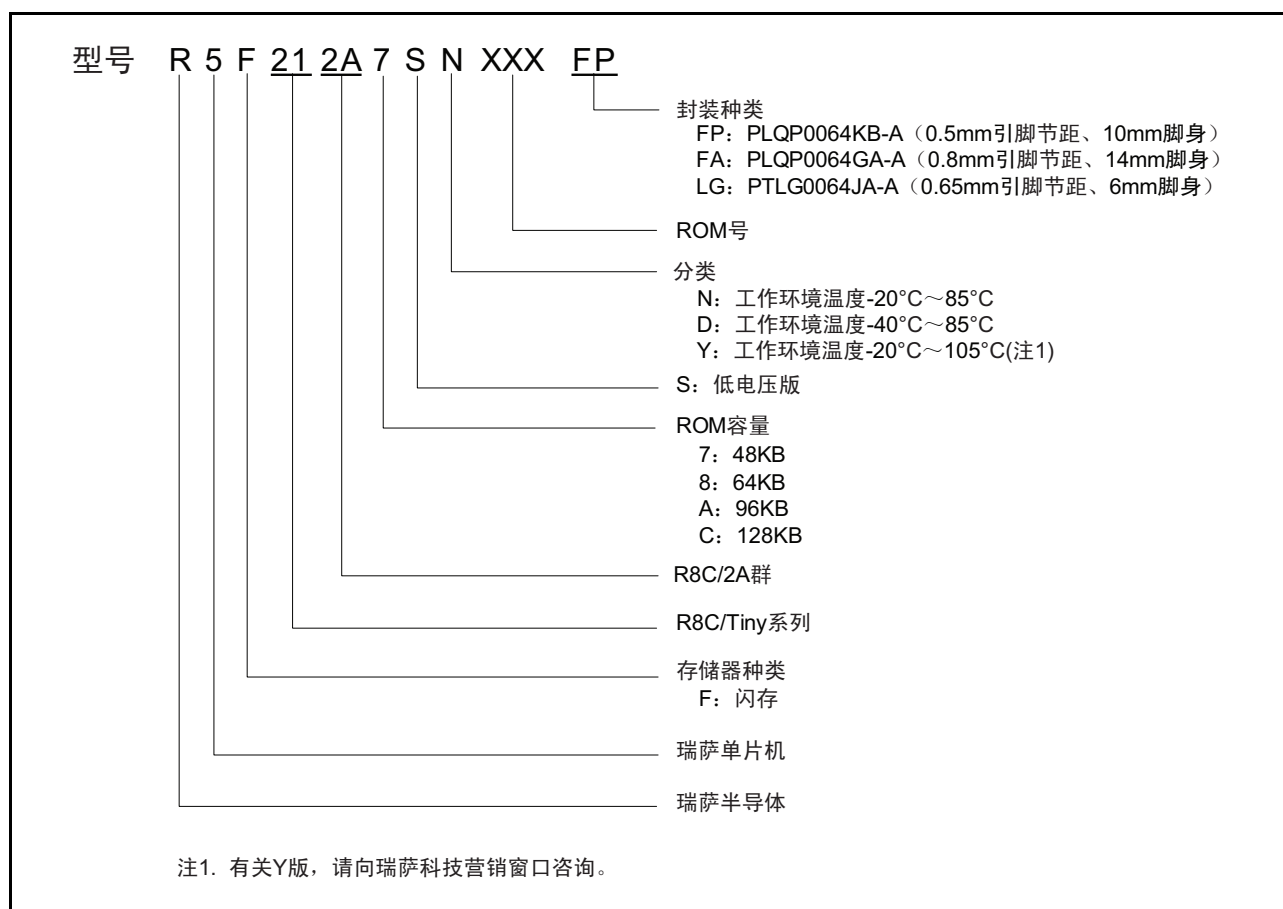 型号 R 5 F 21 2A 7 S N XXX FP
封装种类
FP：PLQP0064KB-A（0.5mm引脚节距、10mm脚身）
FA：PLQP0064GA-A（0.8mm引脚节距、14mm脚身）
LG：PTLG0064JA-A（0.65mm引脚节距、6mm脚身）
ROM号
分类
N：工作环境温度-20°C～85°C
D：工作环境温度-40°C～85°C
Y：工作环境温度-20°C～105°C(注1)
S：低电压版
ROM容量
7：48KB
8：64KB
A：96KB
C：128KB
R8C/2A群
R8C/Tiny系列
存储器种类
F：闪存
瑞萨单片机
瑞萨半导体
注1. 有关Y版，请向瑞萨科技营销窗口咨询。